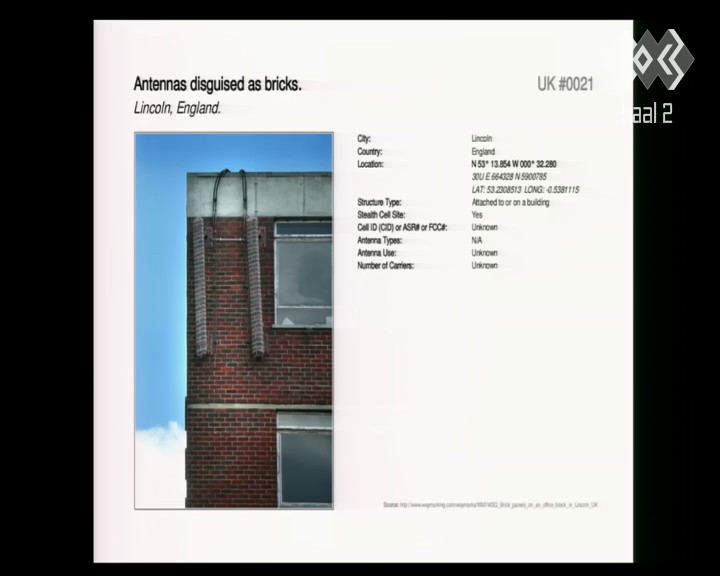 Antennas disguised as bricks.
UK #0021
Lincoln, England.
aal 2
City: Lincoln
Country: England
Location: N 53° 13.854 W 000° 32.280
30U E 664328 N 5900785
LAT: 53.2308513 LONG: -0.5381115
Structure Type: Attached to or on a building
Stealth Cell Site: Yes
Cell ID (CID) or ASR# or FCC#: Unknown
Antenna Types: N/A
Antenna Use: Unknown
Number of Carriers: Unknown
Source: